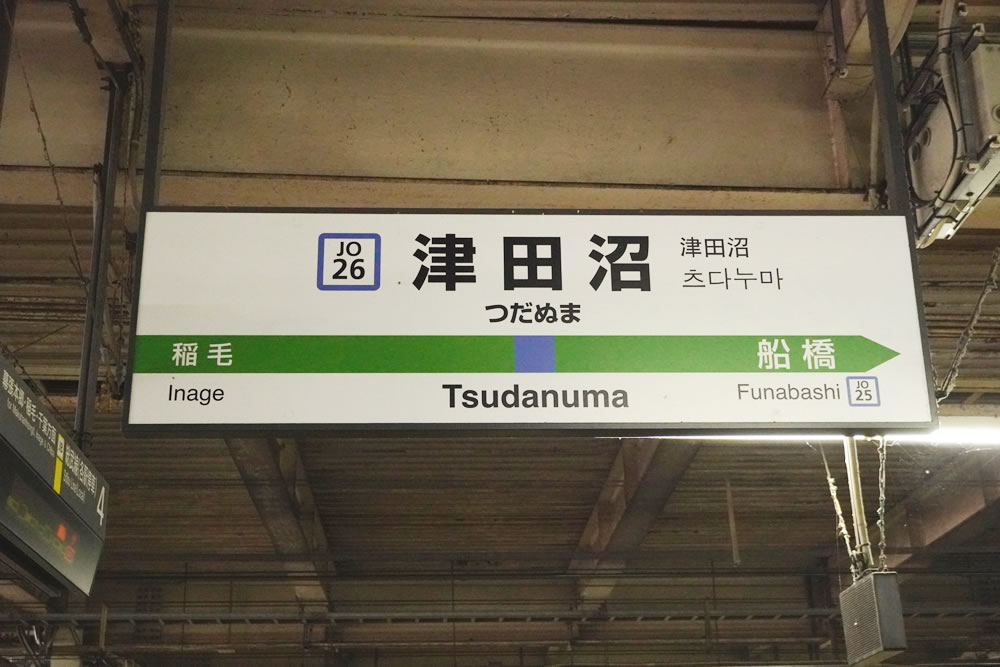 JO
26
津田沼
津田沼
츠다누마
つだぬま
稲毛
船橋
Inage
Tsudanuma
Funabashi
JO
25
4